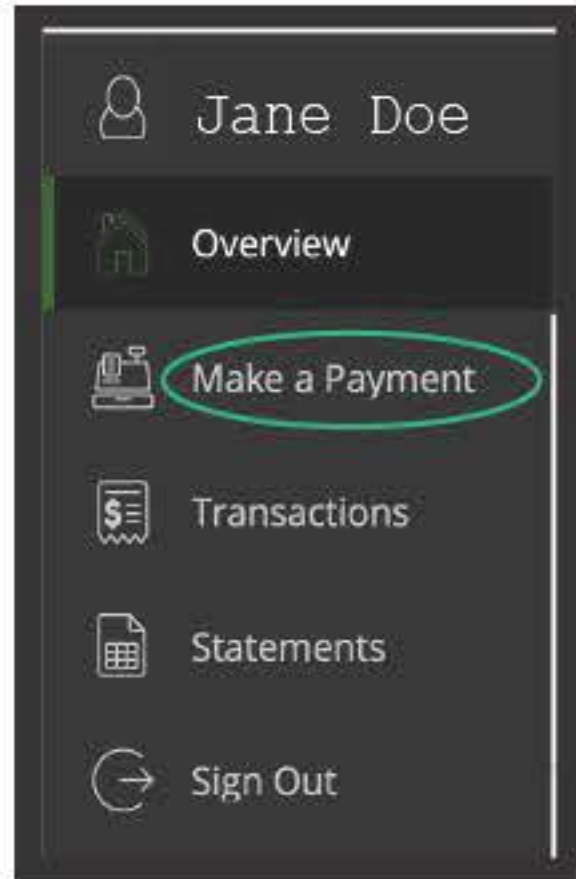 Jane Doe
Overview
Make a Payment
Transactions
Statements
Sign Out